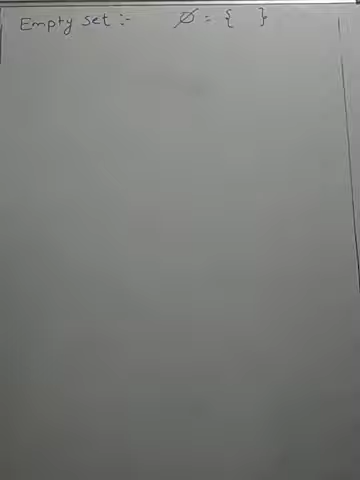 Empty set :- ∅ = { }